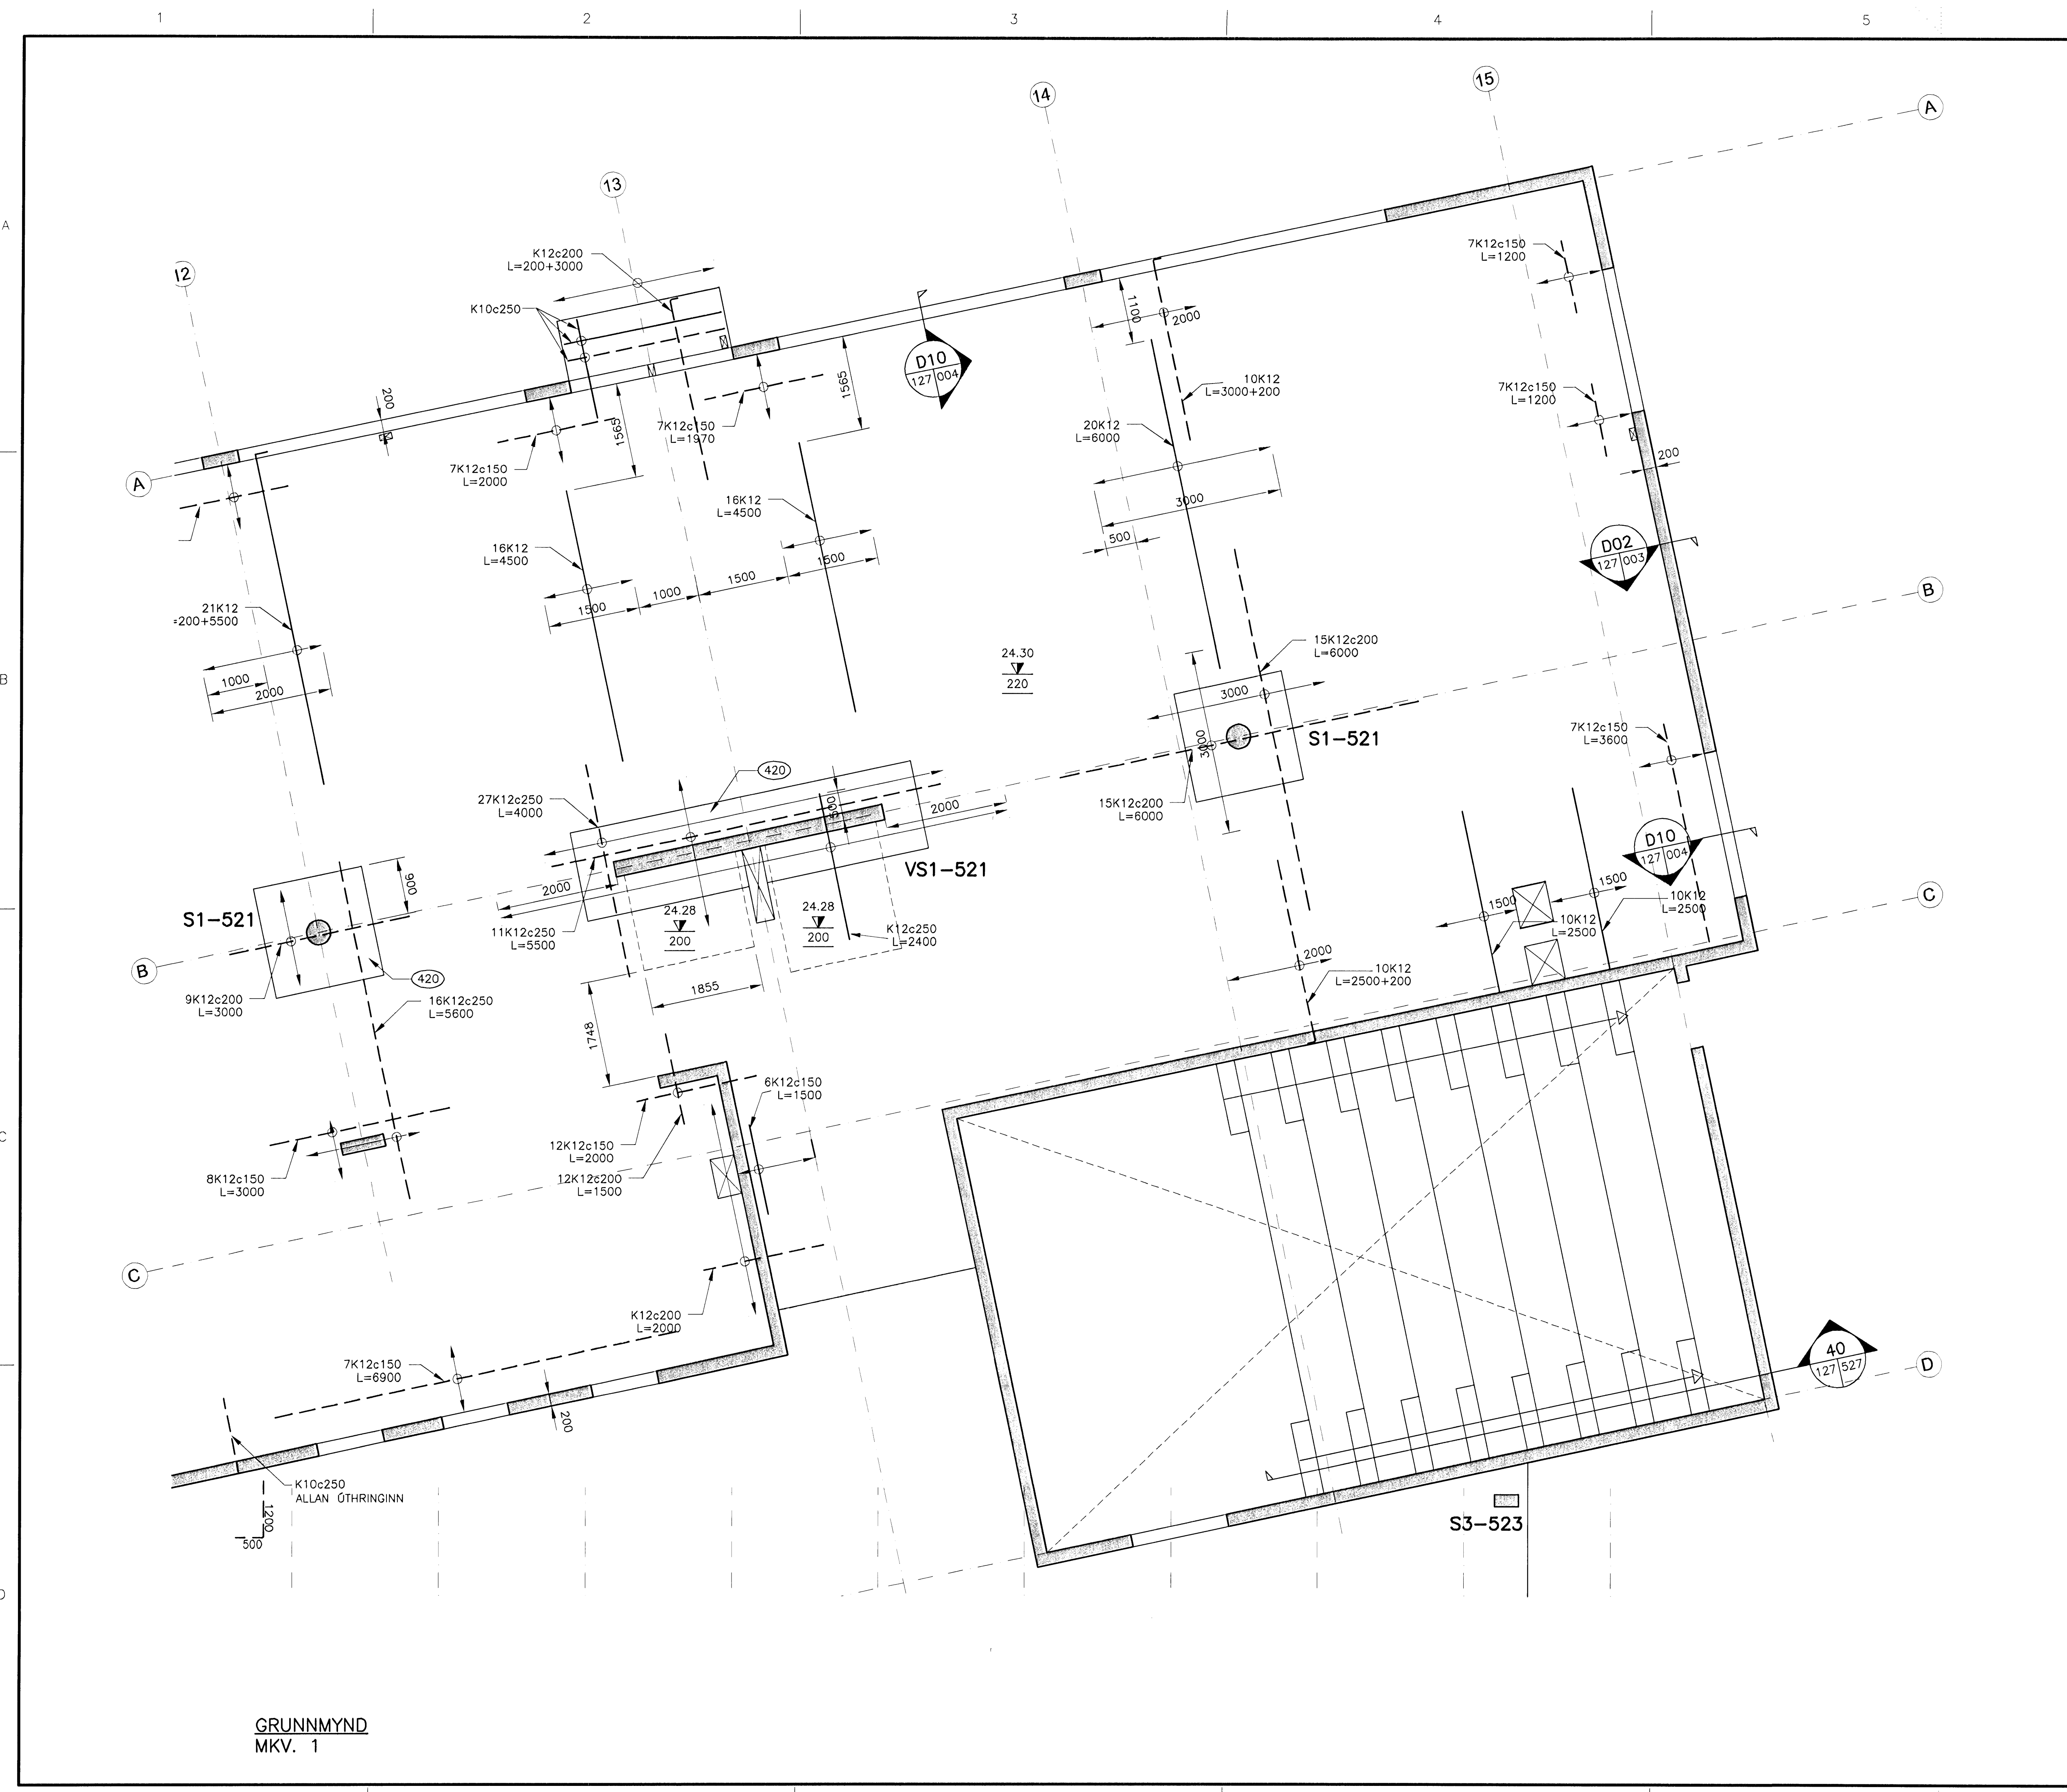 1
2
3
4
5
15
14
A
13
A
K12c200
L=200+3000
7K12c150
L=1200
12
K10c250
1100
2000
D10
127 004
10K12
L=3000+200
7K12c150
L=1200
200
1565
1565
7K12c150
L=1970
20K12
L=6000
7K12c150
L=2000
200
A
16K12
L=4500
3000
500
16K12
L=4500
1500
1500
1000
1500
D02
127 003
B
21K12
=200+5500
1000
2000
24.30
220
15K12c200
L=6000
3000
B
S1-521
3000
7K12c150
L=3600
420
27K12c250
L=4000
500
2000
15K12c200
L=6000
D10
127 004
VS1-521
900
2000
1500
1500
10K12
L=2500
C
S1-521
24.28
200
24.28
200
10K12
L=2500
11K12c250
L=5500
K12c250
L=2400
B
420
2000
10K12
L=2500+200
9K12c200
L=3000
16K12c250
L=5600
1855
1748
6K12c150
L=1500
C
12K12c150
L=2000
8K12c150
L=3000
12K12c200
L=1500
C
K12c200
L=2000
40
127 527
D
7K12c150
L=6900
200
K10c250
ALLAN ÚTHRINGINN
1200
500
S3-523
D
GRUNNMYND
MKV. 1